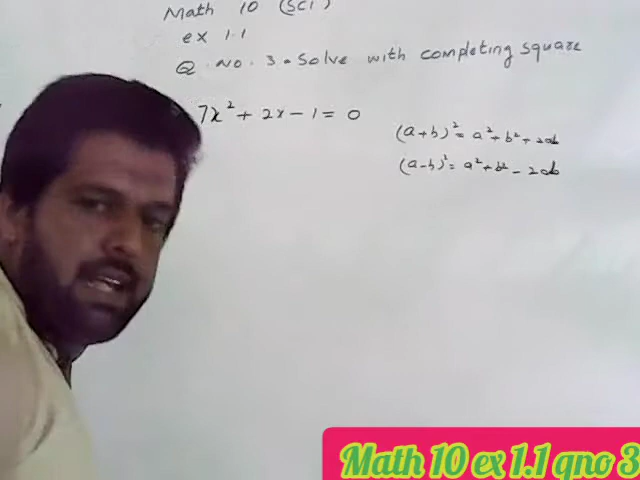 Math 10 (Sci)
ex 1.1
Q. No. 3. Solve with completing square
7x² + 2x - 1 = 0
(a+b)² = a² + b² + 2ab
(a-b)² = a² + b² - 2ab
Math 10 ex 1.1 qno 3